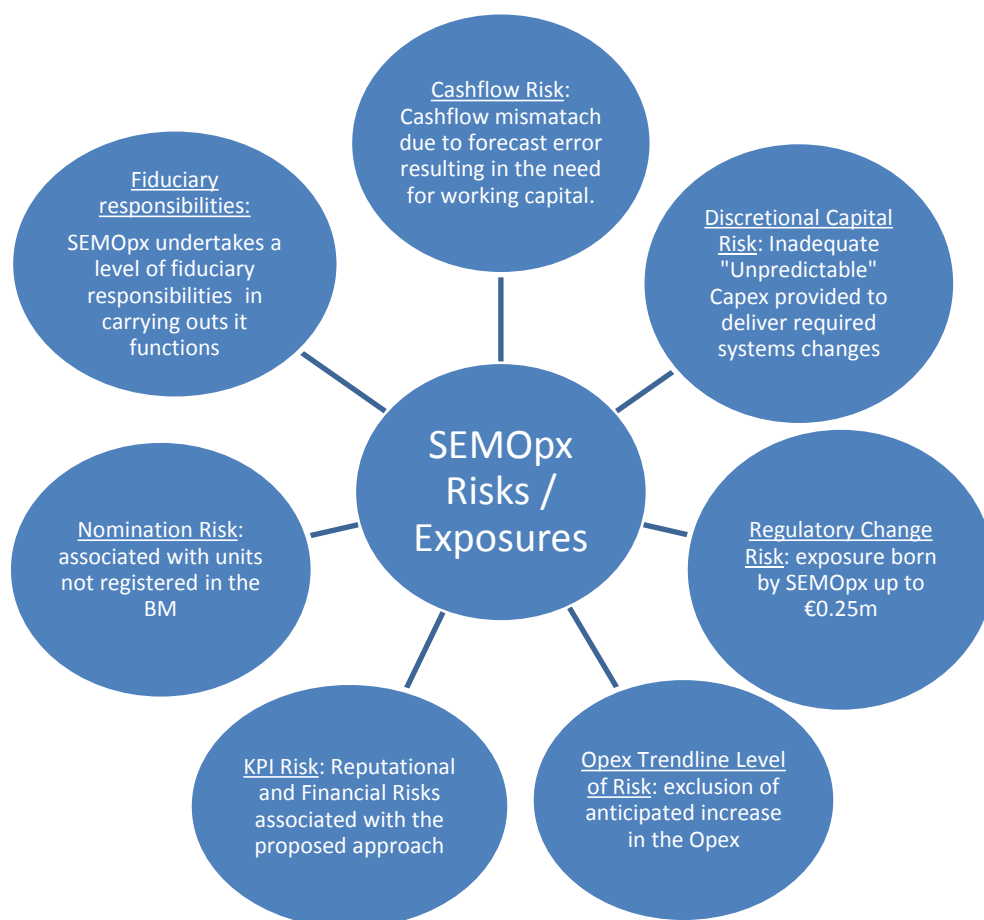 Cashflow Risk:
Cashflow mismatach
due to forecast error
resulting in the need
for working capital.
Discretional Capital
Risk: Inadequate
"Unpredictable"
Capex provided to
deliver required
systems changes
Regulatory Change
Risk: exposure born
by SEMOpx up to
€0.25m
Opex Trendline Level
of Risk: exclusion of
anticipated increase
in the Opex
KPI Risk: Reputational
and Financial Risks
associated with the
proposed approach
Nomination Risk:
associated with units
not registered in the
BM
Fiduciary
responsibilities:
SEMOpx undertakes a
level of fiduciary
responsibilities in
carrying outs it
functions
SEMOpx
Risks /
Exposures